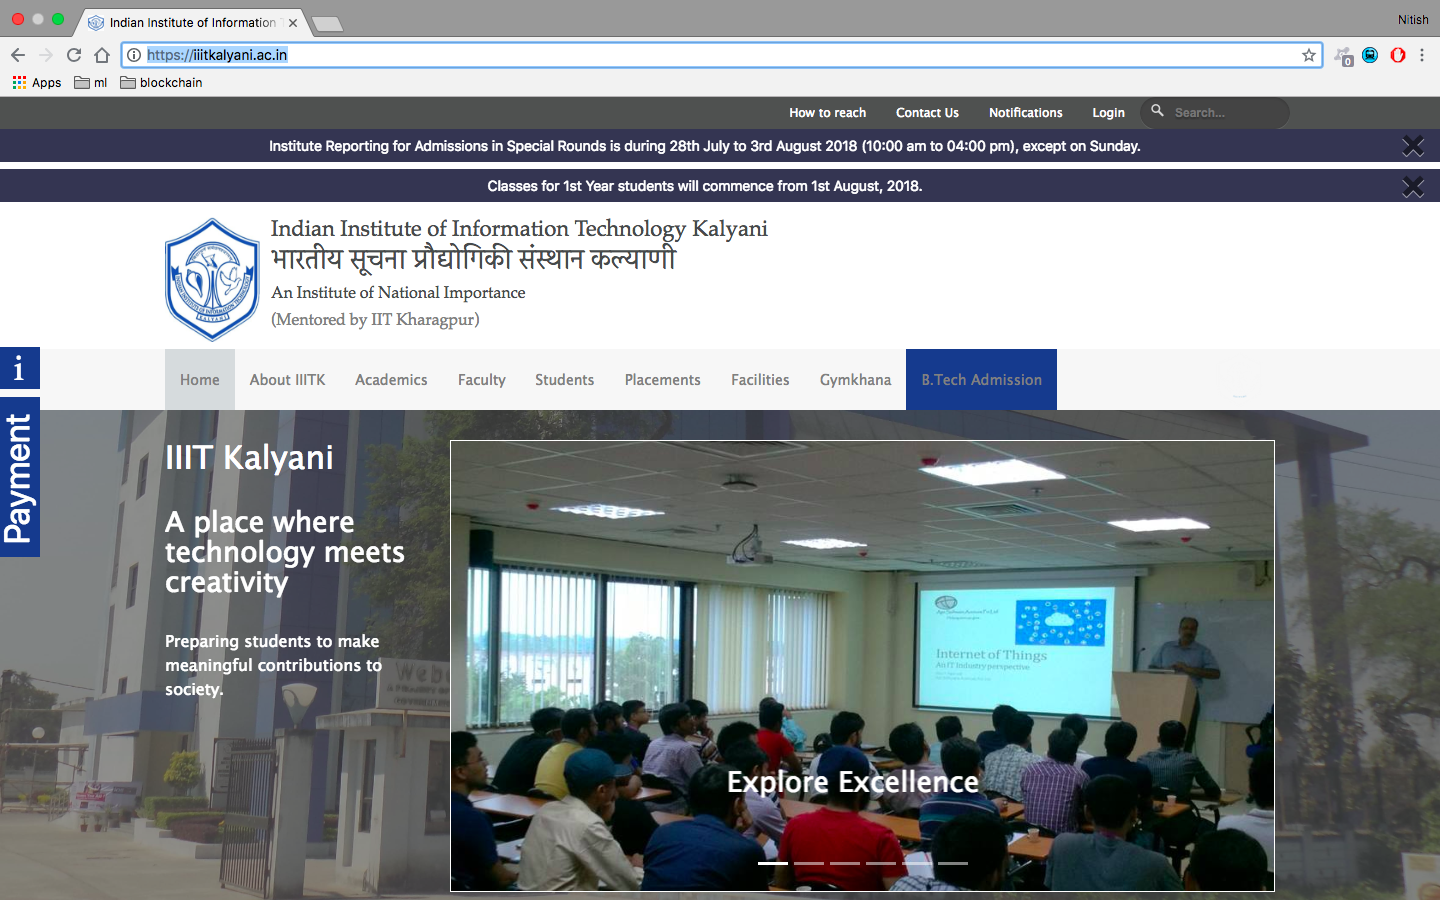 Nitish
Indian Institute of Information T
https://iiitkalyani.ac.in
0
Apps ml blockchain
How to reach Contact Us Notifications Login Search...
Institute Reporting for Admissions in Special Rounds is during 28th July to 3rd August 2018 (10:00 am to 04:00 pm), except on Sunday.
Classes for 1st Year students will commence from 1st August, 2018.
Indian Institute of Information Technology Kalyani
भारतीय सूचना प्रौद्योगिकी संस्थान कल्याणी
An Institute of National Importance
(Mentored by IIT Kharagpur)
i
Payment
Home About IIITK Academics Faculty Students Placements Facilities Gymkhana B.Tech Admission
IIIT Kalyani
A place where
technology meets
creativity
Preparing students to make
meaningful contributions to
society.
Internet of Things
An IT Industry perspective
Explore Excellence